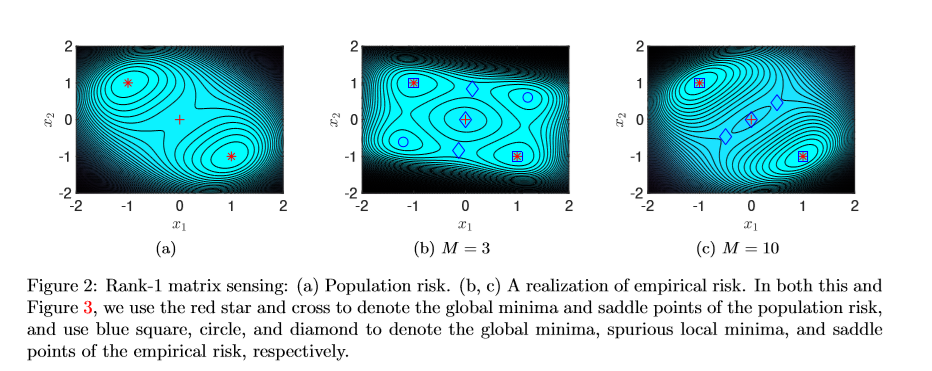 2
1
0
-1
-2
x2
-2 -1 0 1 2
x1
(a)
2
1
0
-1
-2
x2
-2 -1 0 1 2
x1
(b) M = 3
2
1
0
-1
-2
x2
-2 -1 0 1 2
x1
(c) M = 10
Figure 2: Rank-1 matrix sensing: (a) Population risk. (b, c) A realization of empirical risk. In both this and
Figure 3, we use the red star and cross to denote the global minima and saddle points of the population risk,
and use blue square, circle, and diamond to denote the global minima, spurious local minima, and saddle
points of the empirical risk, respectively.